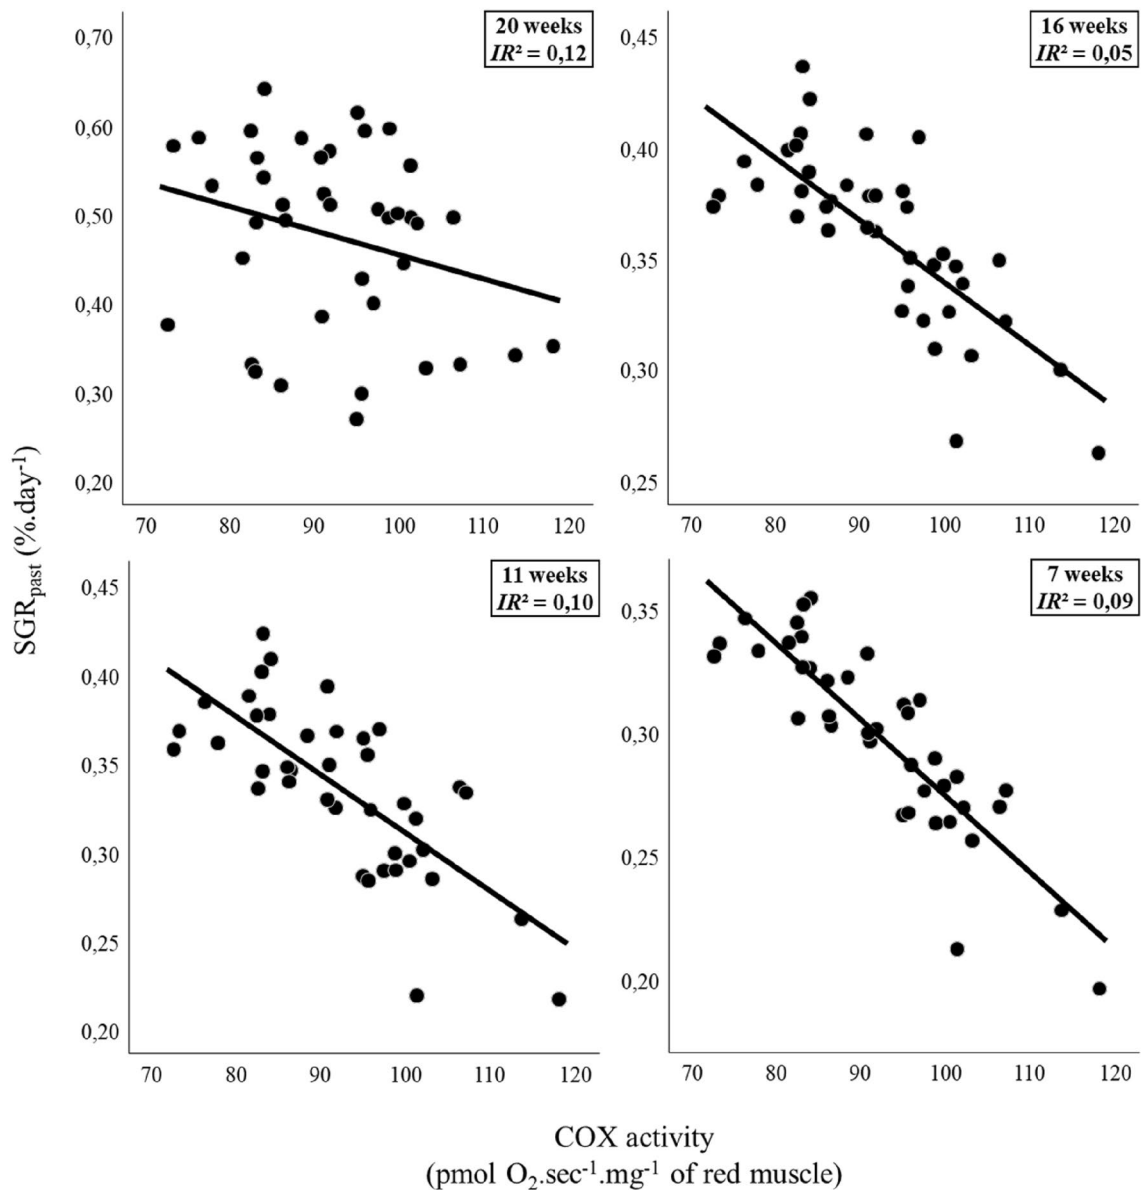 20 weeks
IR² = 0,12
0,70
0,60
0,50
0,40
0,30
0,20
70 80 90 100 110 120
16 weeks
IR² = 0,05
0,45
0,40
0,35
0,30
0,25
70 80 90 100 110 120
SGRpast (%.day-1)
11 weeks
IR² = 0,10
0,45
0,40
0,35
0,30
0,25
0,20
70 80 90 100 110 120
7 weeks
IR² = 0,09
0,35
0,30
0,25
0,20
70 80 90 100 110 120
COX activity
(pmol O₂.sec⁻¹.mg⁻¹ of red muscle)